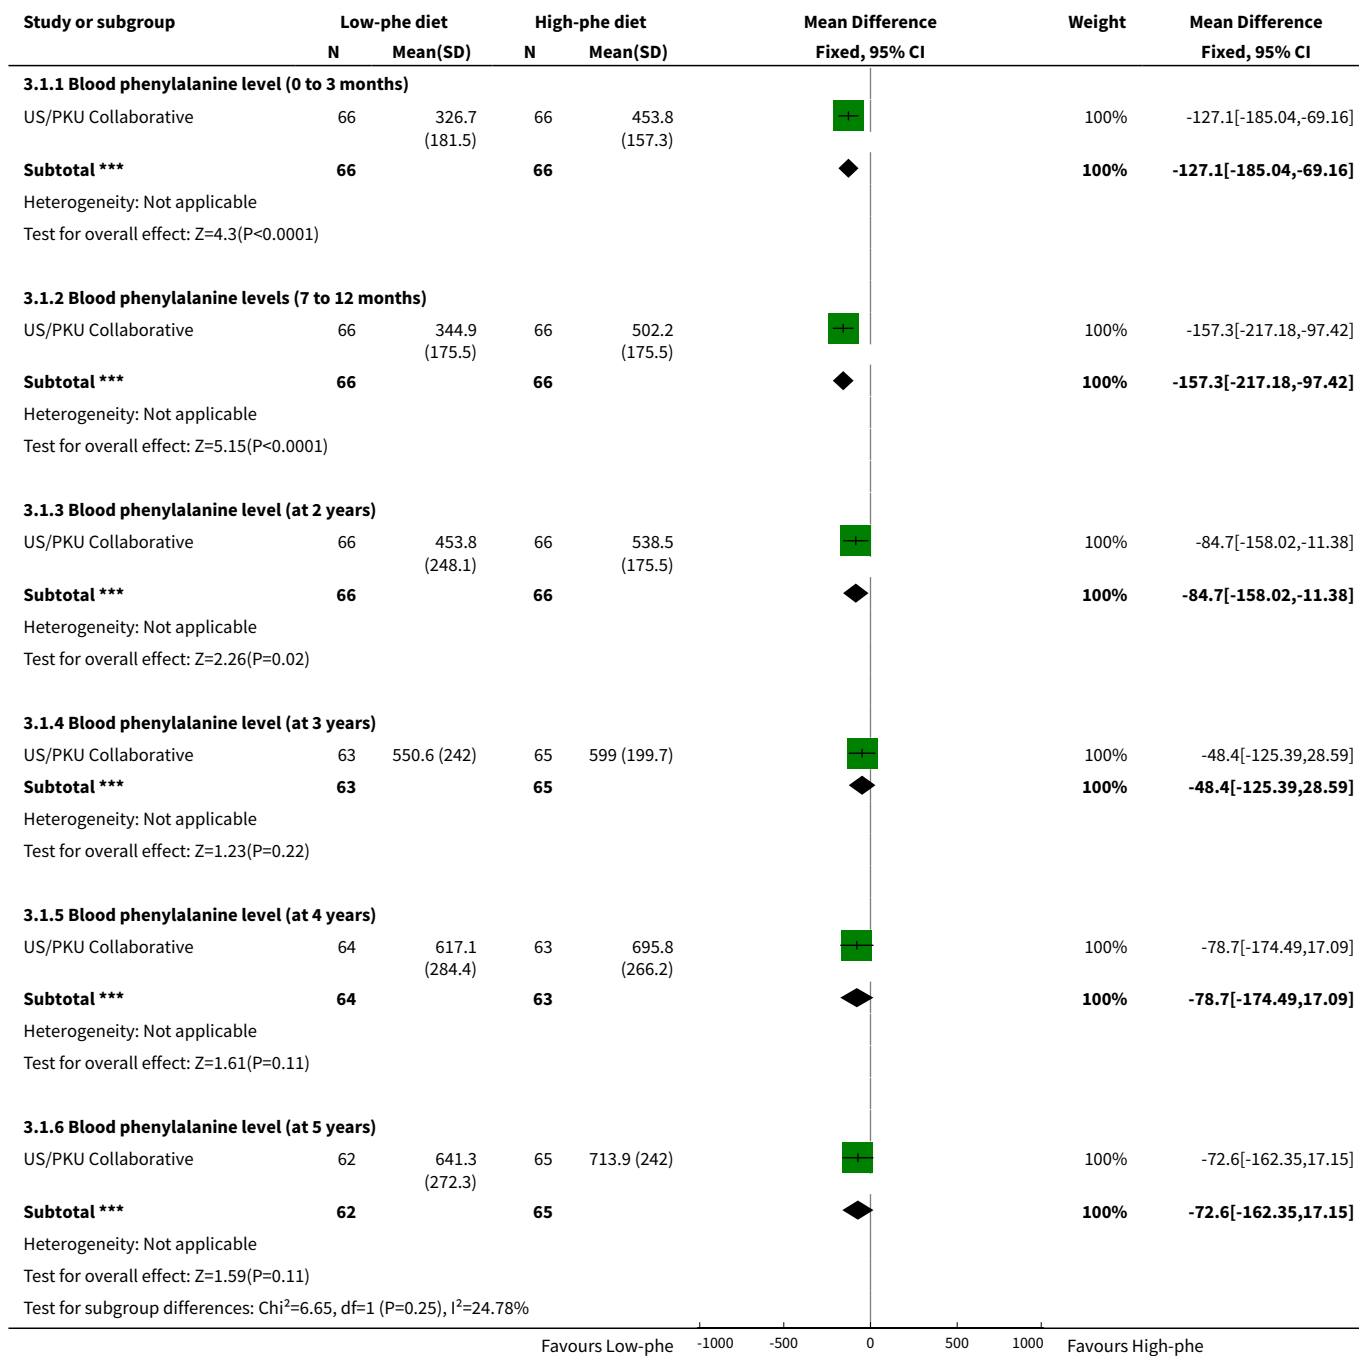 Study or subgroup Low-phe diet High-phe diet Mean Difference Weight Mean Difference
N Mean(SD) N Mean(SD) Fixed, 95% CI Fixed, 95% CI
3.1.1 Blood phenylalanine level (0 to 3 months)
US/PKU Collaborative 66 326.7 66 453.8 100% -127.1[-185.04,-69.16]
(181.5) (157.3)
Subtotal *** 66 66 100% -127.1[-185.04,-69.16]
Heterogeneity: Not applicable
Test for overall effect: Z=4.3(P<0.0001)
3.1.2 Blood phenylalanine levels (7 to 12 months)
US/PKU Collaborative 66 344.9 66 502.2 100% -157.3[-217.18,-97.42]
(175.5) (175.5)
Subtotal *** 66 66 100% -157.3[-217.18,-97.42]
Heterogeneity: Not applicable
Test for overall effect: Z=5.15(P<0.0001)
3.1.3 Blood phenylalanine level (at 2 years)
US/PKU Collaborative 66 453.8 66 538.5 100% -84.7[-158.02,-11.38]
(248.1) (175.5)
Subtotal *** 66 66 100% -84.7[-158.02,-11.38]
Heterogeneity: Not applicable
Test for overall effect: Z=2.26(P=0.02)
3.1.4 Blood phenylalanine level (at 3 years)
US/PKU Collaborative 63 550.6 (242) 65 599 (199.7) 100% -48.4[-125.39,28.59]
Subtotal *** 63 65 100% -48.4[-125.39,28.59]
Heterogeneity: Not applicable
Test for overall effect: Z=1.23(P=0.22)
3.1.5 Blood phenylalanine level (at 4 years)
US/PKU Collaborative 64 617.1 63 695.8 100% -78.7[-174.49,17.09]
(284.4) (266.2)
Subtotal *** 64 63 100% -78.7[-174.49,17.09]
Heterogeneity: Not applicable
Test for overall effect: Z=1.61(P=0.11)
3.1.6 Blood phenylalanine level (at 5 years)
US/PKU Collaborative 62 641.3 65 713.9 (242) 100% -72.6[-162.35,17.15]
(272.3)
Subtotal *** 62 65 100% -72.6[-162.35,17.15]
Heterogeneity: Not applicable
Test for overall effect: Z=1.59(P=0.11)
Test for subgroup differences: Chi²=6.65, df=1 (P=0.25), I²=24.78%
Favours Low-phe -1000 -500 0 500 1000 Favours High-phe